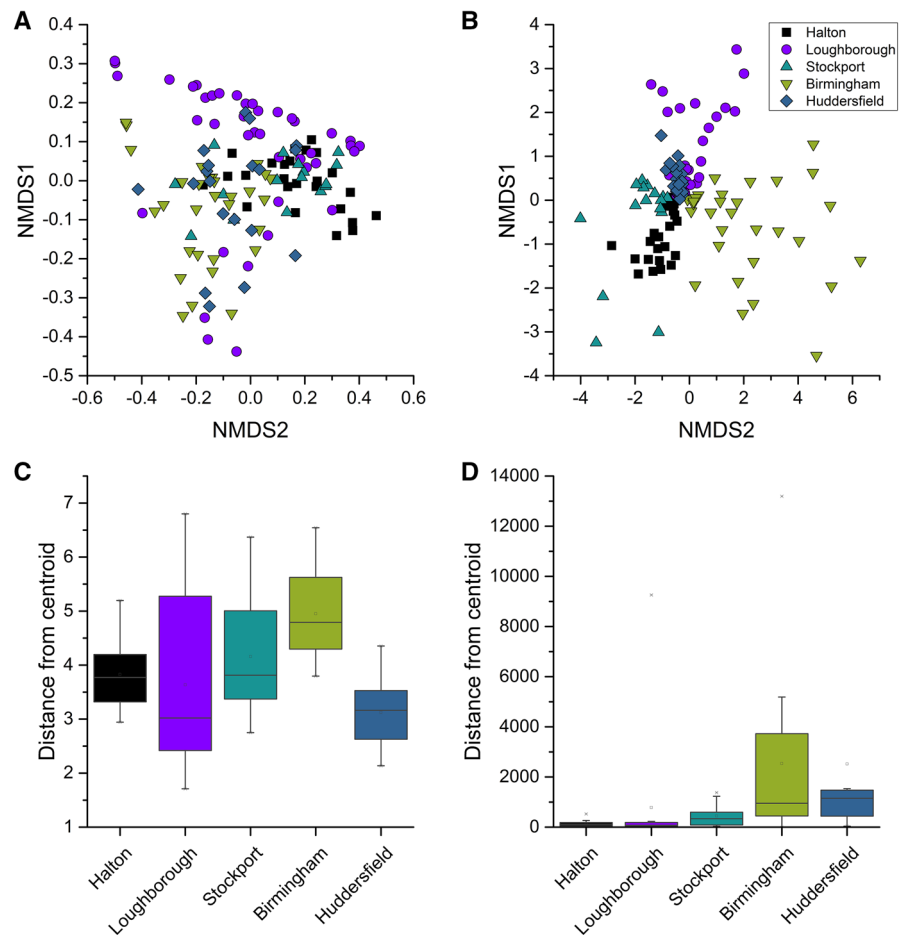 A
0.4
0.3
0.2
0.1
0.0
-0.1
-0.2
-0.3
-0.4
-0.5
NMDS1
-0.6
-0.4
-0.2
0.0
0.2
0.4
0.6
NMDS2
B
4
3
2
1
0
-1
-2
-3
-4
NMDS1
-4
-2
0
2
4
6
NMDS2
Halton
Loughborough
Stockport
Birmingham
Huddersfield
C
7
6
5
4
3
2
1
Distance from centroid
Halton
Loughborough
Stockport
Birmingham
Huddersfield
D
14000
12000
10000
8000
6000
4000
2000
0
Distance from centroid
Halton
Loughborough
Stockport
Birmingham
Huddersfield